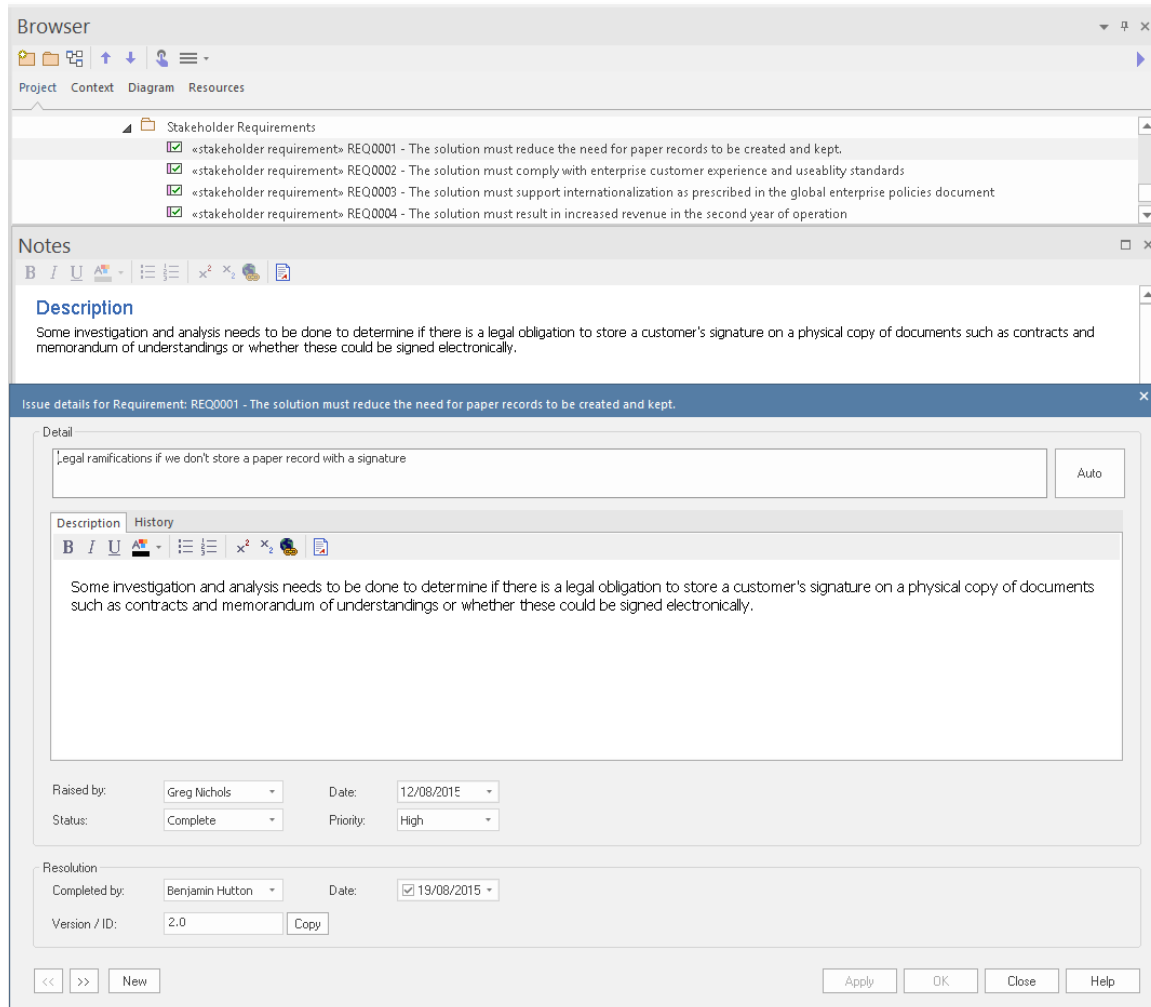 Browser
Project Context Diagram Resources
Stakeholder Requirements
«stakeholder requirement» REQ0001 - The solution must reduce the need for paper records to be created and kept.
«stakeholder requirement» REQ0002 - The solution must comply with enterprise customer experience and useablity standards
«stakeholder requirement» REQ0003 - The solution must support internationalization as prescribed in the global enterprise policies document
«stakeholder requirement» REQ0004 - The solution must result in increased revenue in the second year of operation
Notes
B I U
Description
Some investigation and analysis needs to be done to determine if there is a legal obligation to store a customer's signature on a physical copy of documents such as contracts and
memorandum of understandings or whether these could be signed electronically.
Issue details for Requirement: REQ0001 - The solution must reduce the need for paper records to be created and kept.
Detail
Legal ramifications if we don't store a paper record with a signature
Auto
Description History
B I U
Some investigation and analysis needs to be done to determine if there is a legal obligation to store a customer's signature on a physical copy of documents
such as contracts and memorandum of understandings or whether these could be signed electronically.
Raised by: Greg Nichols Date: 12/08/2015
Status: Complete Priority: High
Resolution
Completed by: Benjamin Hutton Date: 19/08/2015
Version / ID: 2.0 Copy
<< >> New Apply OK Close Help